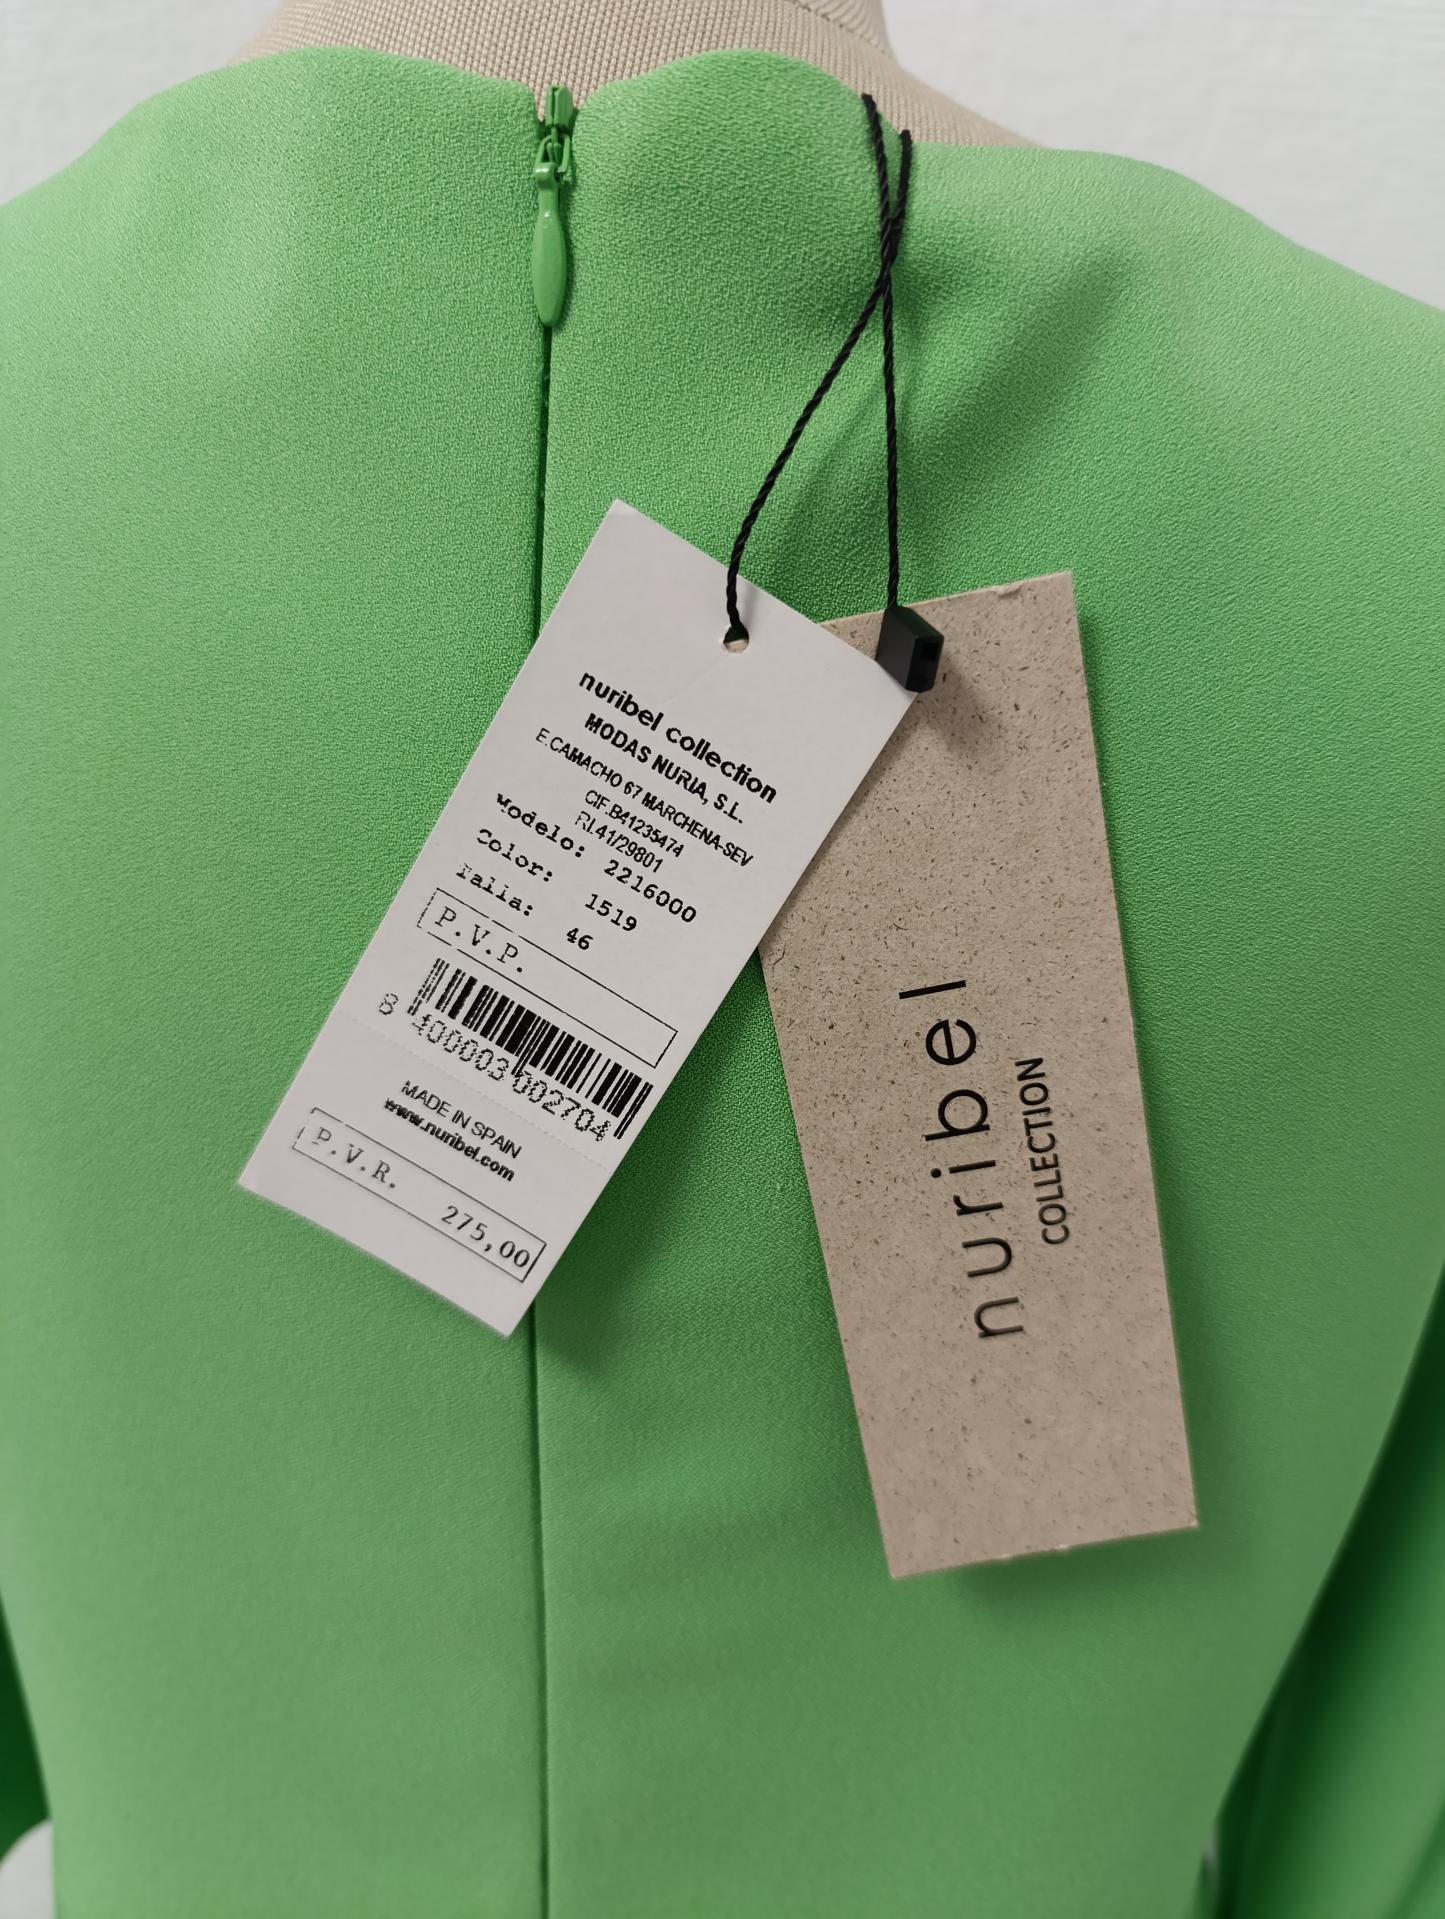 nuribel collection
MODAS NURIA, S.L.
E.CAMACHO 67 MARCHENA-SEV
CIF.B41235474
R.I.41/29801
Modelo: 2216000
Color: 1519
Talla: 46
P.V.P.
8 400003 002704
MADE IN SPAIN
www.nuribel.com
P.V.R. 275,00
nuribel
COLLECTION